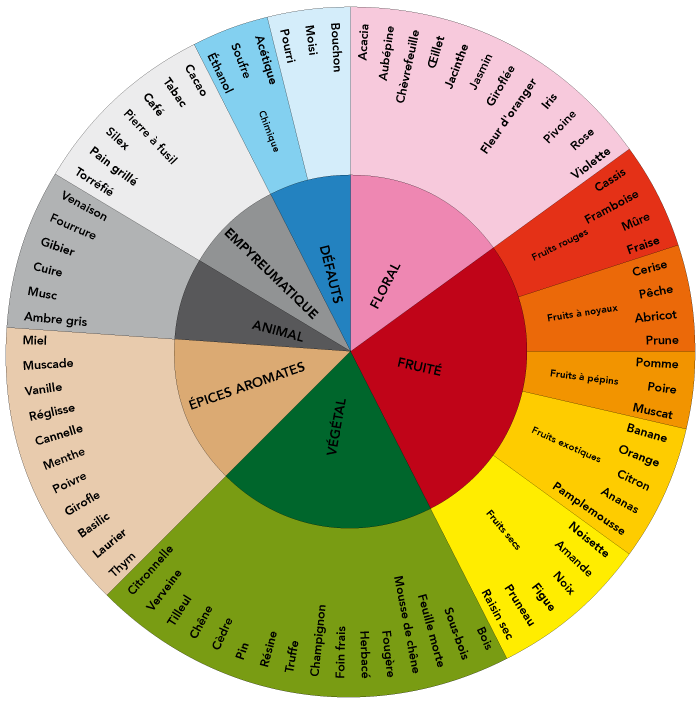 FLORAL
Acacia
Aubépine
Chèvrefeuille
Œillet
Jacinthe
Jasmin
Giroflée
Fleur d'oranger
Iris
Pivoine
Rose
Violette
FRUITÉ
Fruits rouges
Cassis
Framboise
Mûre
Fraise
Fruits à noyaux
Cerise
Pêche
Abricot
Prune
Fruits à pépins
Pomme
Poire
Muscat
Fruits exotiques
Banane
Orange
Citron
Ananas
Pamplemousse
Fruits secs
Noisette
Amande
Noix
Figue
Pruneau
Raisin sec
VÉGÉTAL
Bois
Sous-bois
Feuille morte
Mousse de chêne
Fougère
Herbacé
Foin frais
Champignon
Truffe
Résine
Pin
Cèdre
Chêne
Tilleul
Verveine
Citronnelle
ÉPICES AROMATES
Thym
Laurier
Basilic
Girofle
Poivre
Menthe
Cannelle
Réglisse
Vanille
Muscade
Miel
ANIMAL
Ambre gris
Musc
Cuire
Gibier
Fourrure
Venaison
EMPYREUMATIQUE
Torréfié
Pain grillé
Silex
Pierre à fusil
Café
Tabac
Cacao
DÉFAUTS
Chimique
Éthanol
Soufre
Acétique
Pourri
Moisi
Bouchon